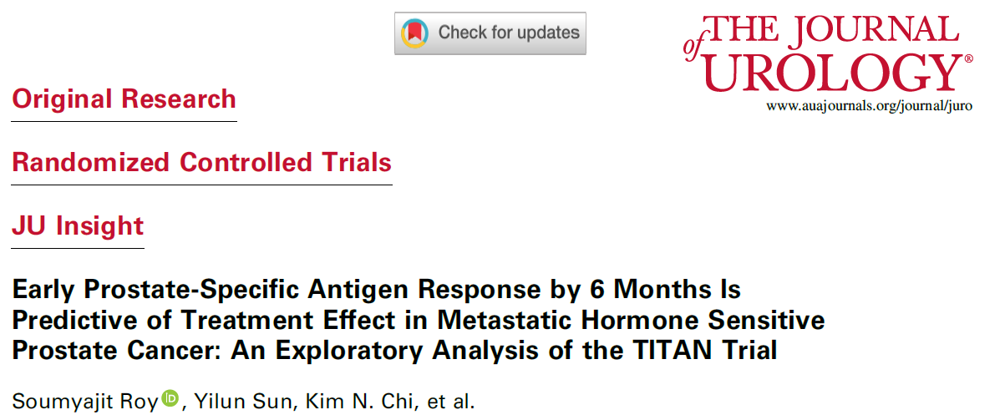 Check for updates
of THE JOURNAL
UROLOGY®
www.auajournals.org/journal/juro
Original Research
Randomized Controlled Trials
JU Insight
Early Prostate-Specific Antigen Response by 6 Months Is
Predictive of Treatment Effect in Metastatic Hormone Sensitive
Prostate Cancer: An Exploratory Analysis of the TITAN Trial
Soumyajit Roy iD, Yilun Sun, Kim N. Chi, et al.